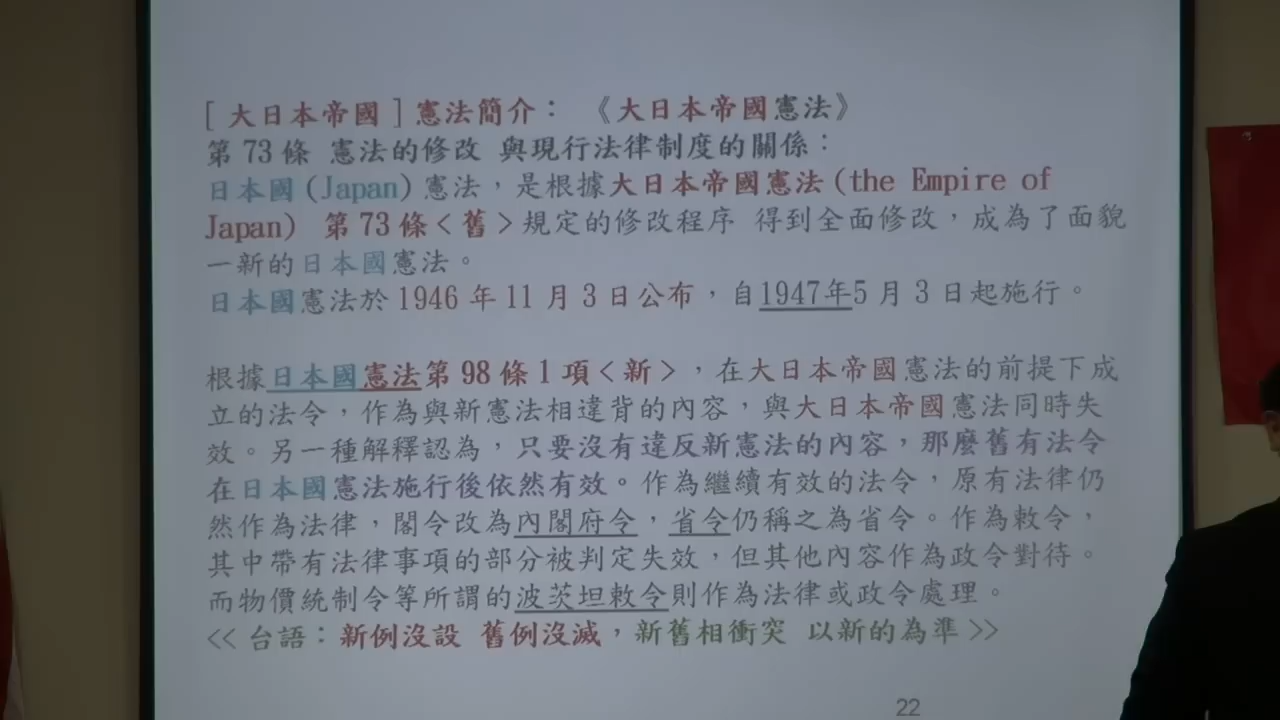 [ 大日本帝國 ] 憲法簡介： 《大日本帝國憲法》
第 73 條 憲法的修改 與現行法律制度的關係：
日本國 (Japan) 憲法，是根據大日本帝國憲法 (the Empire of
Japan) 第 73 條＜舊＞規定的修改程序 得到全面修改，成為了面貌
一新的日本國憲法。
日本國憲法於 1946 年 11 月 3 日公布，自1947年5 月 3 日起施行。
根據日本國憲法第 98 條 1 項＜新＞，在大日本帝國憲法的前提下成
立的法令，作為與新憲法相違背的內容，與大日本帝國憲法同時失
效。另一種解釋認為，只要沒有違反新憲法的內容，那麼舊有法令
在日本國憲法施行後依然有效。作為繼續有效的法令，原有法律仍
然作為法律，閣令改為內閣府令，省令仍稱之為省令。作為敕令，
其中帶有法律事項的部分被判定失效，但其他內容作為政令對待。
而物價統制令等所謂的波茨坦敕令則作為法律或政令處理。
<< 台語：新例沒設 舊例沒滅，新舊相衝突 以新的為準 >>
22